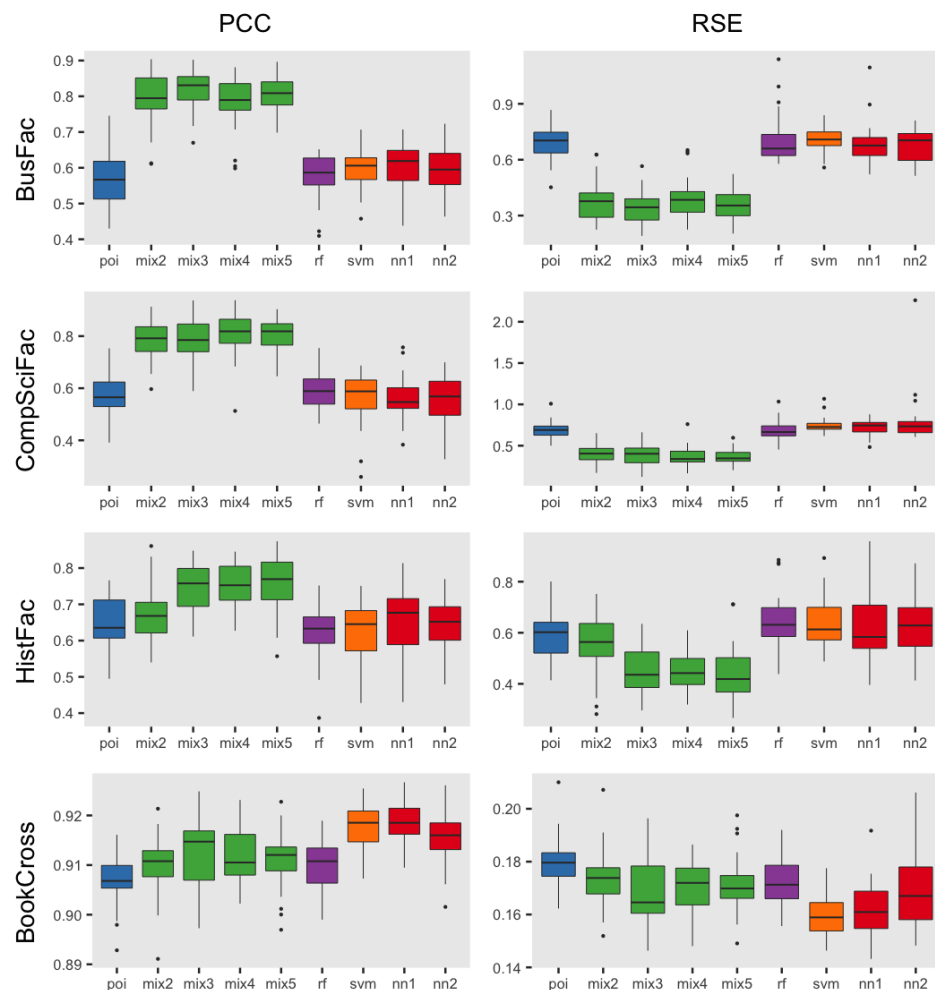 PCC RSE
BusFac
0.9
0.8
0.7
0.6
0.5
0.4
poi mix2 mix3 mix4 mix5 rf svm nn1 nn2
0.9
0.6
0.3
poi mix2 mix3 mix4 mix5 rf svm nn1 nn2
CompSciFac
0.8
0.6
0.4
poi mix2 mix3 mix4 mix5 rf svm nn1 nn2
2.0
1.5
1.0
0.5
poi mix2 mix3 mix4 mix5 rf svm nn1 nn2
HistFac
0.8
0.7
0.6
0.5
0.4
poi mix2 mix3 mix4 mix5 rf svm nn1 nn2
0.8
0.6
0.4
poi mix2 mix3 mix4 mix5 rf svm nn1 nn2
BookCross
0.92
0.91
0.90
0.89
poi mix2 mix3 mix4 mix5 rf svm nn1 nn2
0.20
0.18
0.16
0.14
poi mix2 mix3 mix4 mix5 rf svm nn1 nn2